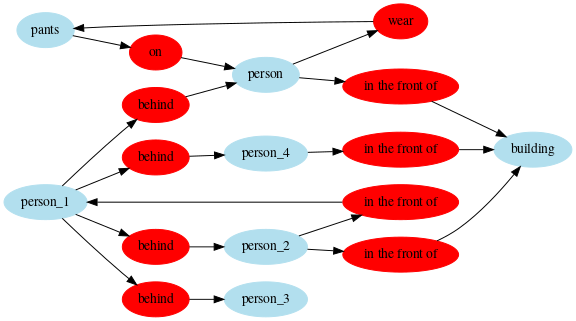 pants
wear
on
person
in the front of
behind
behind
person_4
in the front of
building
person_1
in the front of
behind
person_2
in the front of
behind
person_3